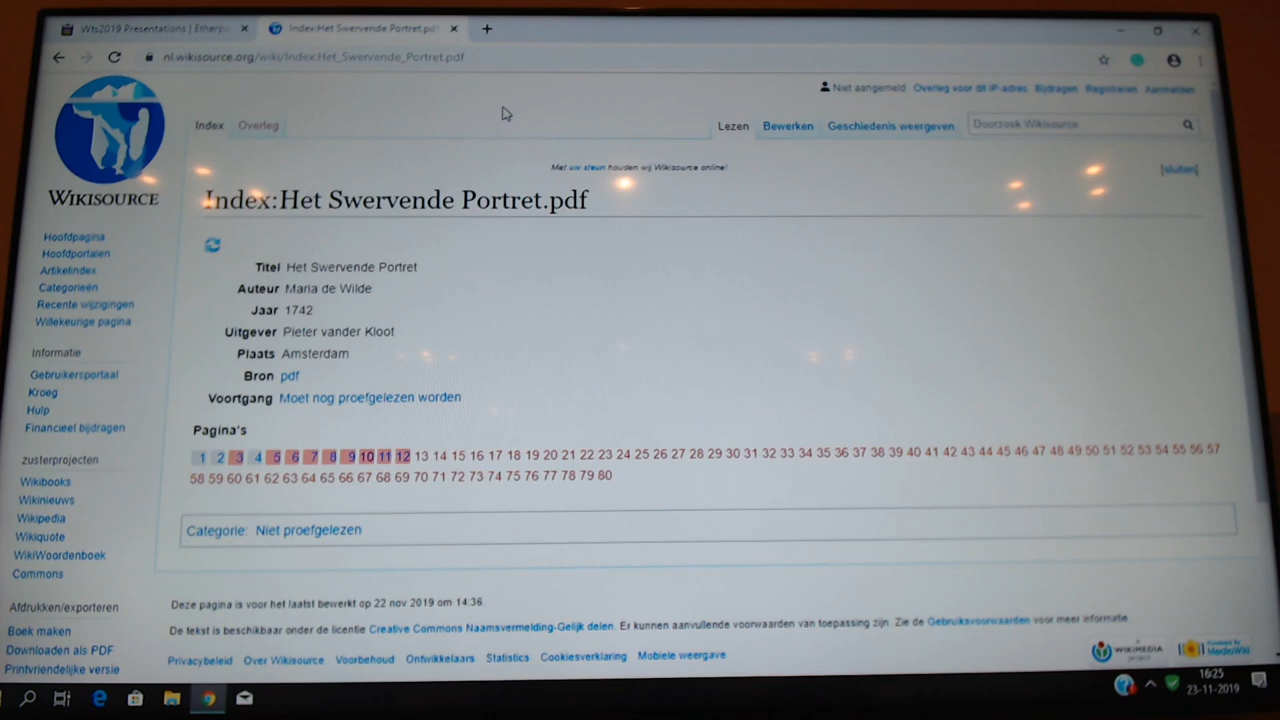 Wts2019 Presentations | Etherpa
Index:Het Swervende Portret.pd
nl.wikisource.org/wiki/Index:Het_Swervende_Portret.pdf
Niet aangemeld Overleg voor dit IP-adres Bijdragen Registreren Aanmelden
Index Overleg Lezen Bewerken Geschiedenis weergeven Doorzoek Wikisource
Met uw steun houden wij Wikisource online!
[sluiten]
WIKISOURCE
Index:Het Swervende Portret.pdf
Hoofdpagina
Hoofdportalen
Artikelindex
Categorieën
Recente wijzigingen
Willekeurige pagina
Informatie
Gebruikersportaal
Kroeg
Hulp
Financieel bijdragen
zusterprojecten
Wikibooks
Wikinieuws
Wikipedia
Wikiquote
WikiWoordenboek
Commons
Afdrukken/exporteren
Boek maken
Downloaden als PDF
Printvriendelijke versie
Titel Het Swervende Portret
Auteur Maria de Wilde
Jaar 1742
Uitgever Pieter vander Kloot
Plaats Amsterdam
Bron pdf
Voortgang Moet nog proefgelezen worden
Pagina's
1 2 3 4 5 6 7 8 9 10 11 12 13 14 15 16 17 18 19 20 21 22 23 24 25 26 27 28 29 30 31 32 33 34 35 36 37 38 39 40 41 42 43 44 45 46 47 48 49 50 51 52 53 54 55 56 57
58 59 60 61 62 63 64 65 66 67 68 69 70 71 72 73 74 75 76 77 78 79 80
Categorie: Niet proefgelezen
Deze pagina is voor het laatst bewerkt op 22 nov 2019 om 14:36.
De tekst is beschikbaar onder de licentie Creative Commons Naamsvermelding-Gelijk delen. Er kunnen aanvullende voorwaarden van toepassing zijn. Zie de Gebruiksvoorwaarden voor meer informatie.
Privacybeleid Over Wikisource Voorbehoud Ontwikkelaars Statistics Cookiesverklaring Mobiele weergave
WIKIMEDIA
project
Powered by
MediaWiki
16:25
23-11-2019